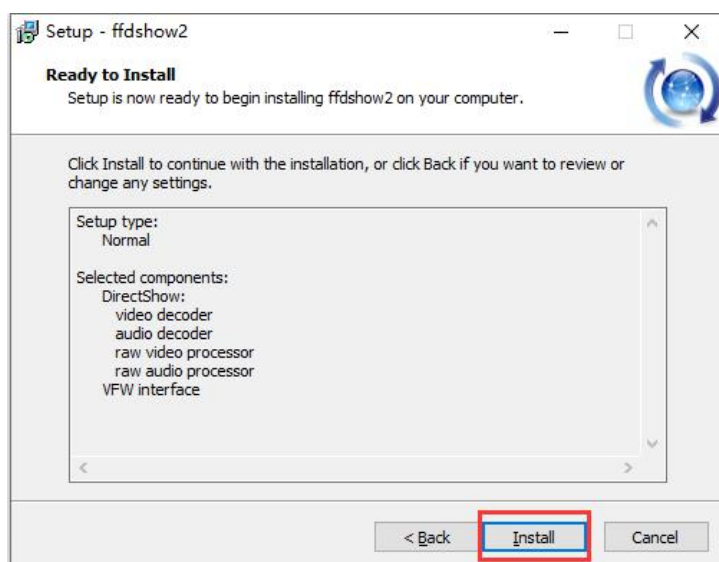 Setup - ffdshow2
Ready to Install
Setup is now ready to begin installing ffdshow2 on your computer.
Click Install to continue with the installation, or click Back if you want to review or
change any settings.
Setup type:
Normal
Selected components:
DirectShow:
video decoder
audio decoder
raw video processor
raw audio processor
VFW interface
< Back
Install
Cancel